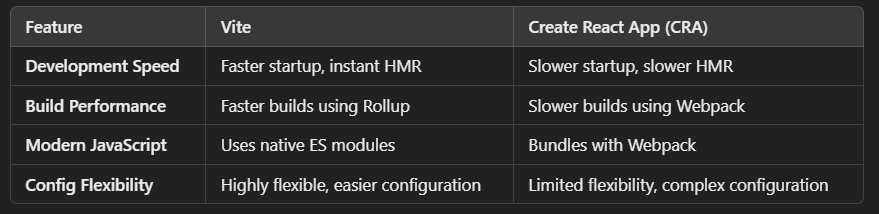 Feature Vite Create React App (CRA)
Development Speed Faster startup, instant HMR Slower startup, slower HMR
Build Performance Faster builds using Rollup Slower builds using Webpack
Modern JavaScript Uses native ES modules Bundles with Webpack
Config Flexibility Highly flexible, easier configuration Limited flexibility, complex configuration